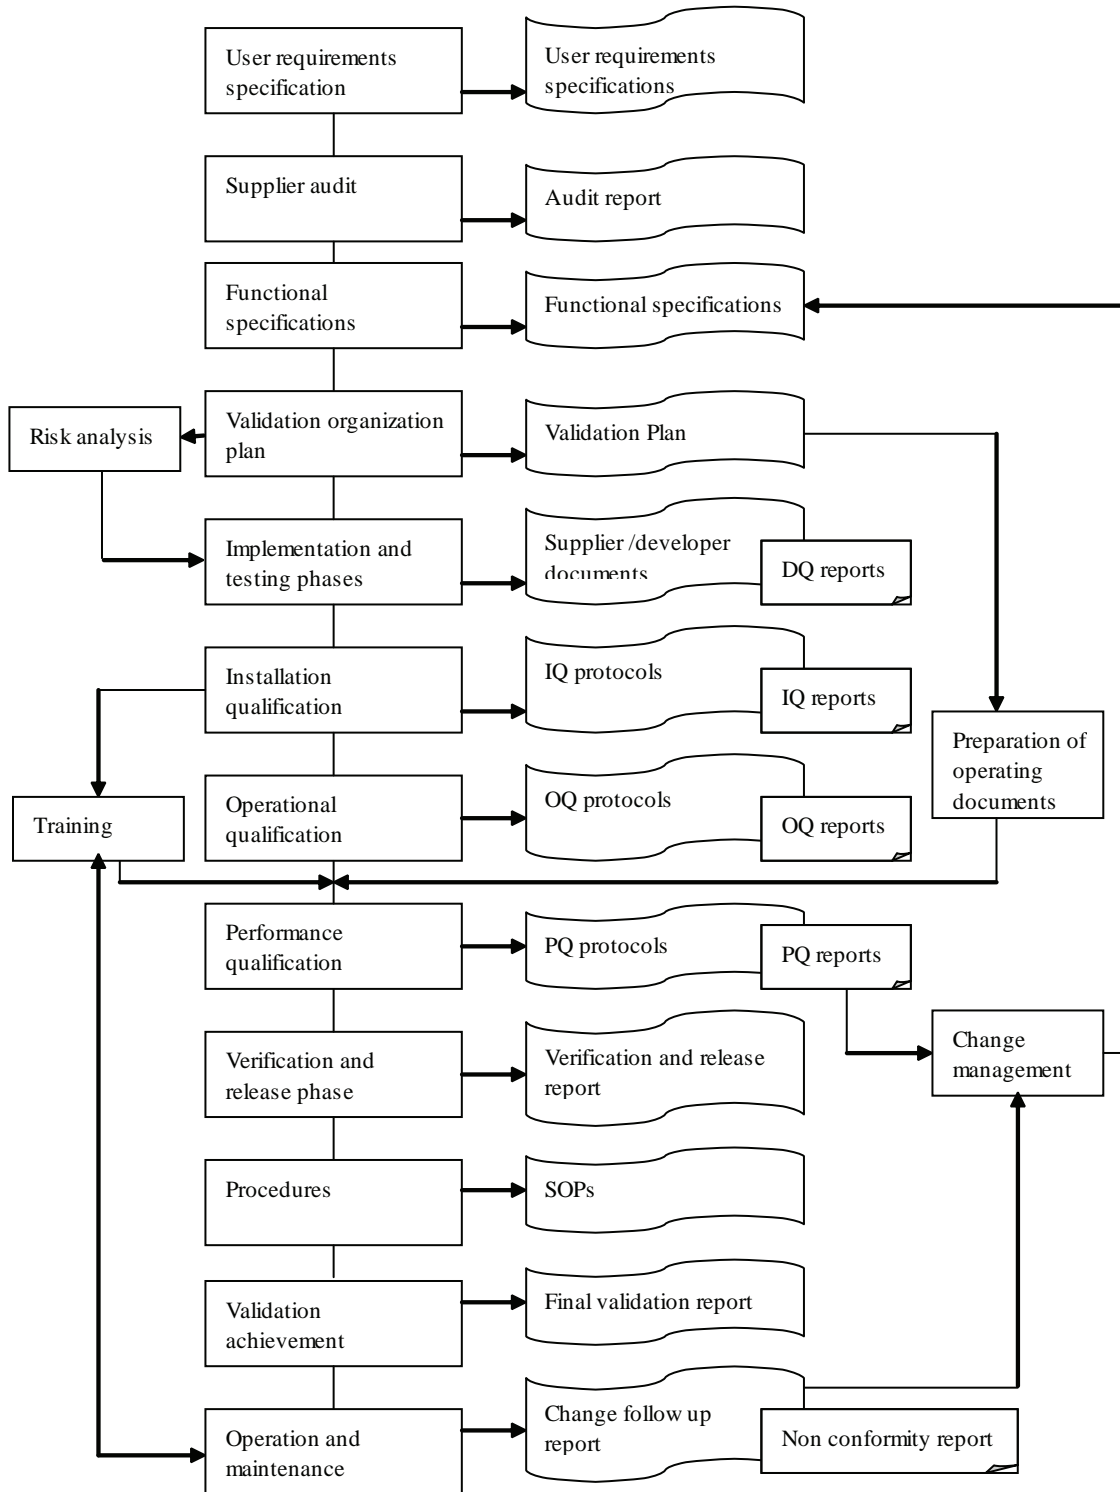 User requirements
specification
User requirements
specifications
Supplier audit
Audit report
Functional
specifications
Functional specifications
Risk analysis
Validation organization
plan
Validation Plan
Implementation and
testing phases
Supplier /developer
documents
DQ reports
Installation
qualification
IQ protocols
IQ reports
Preparation of
operating
documents
Training
Operational
qualification
OQ protocols
OQ reports
Performance
qualification
PQ protocols
PQ reports
Verification and
release phase
Verification and release
report
Change
management
Procedures
SOPs
Validation
achievement
Final validation report
Operation and
maintenance
Change follow up
report
Non conformity report